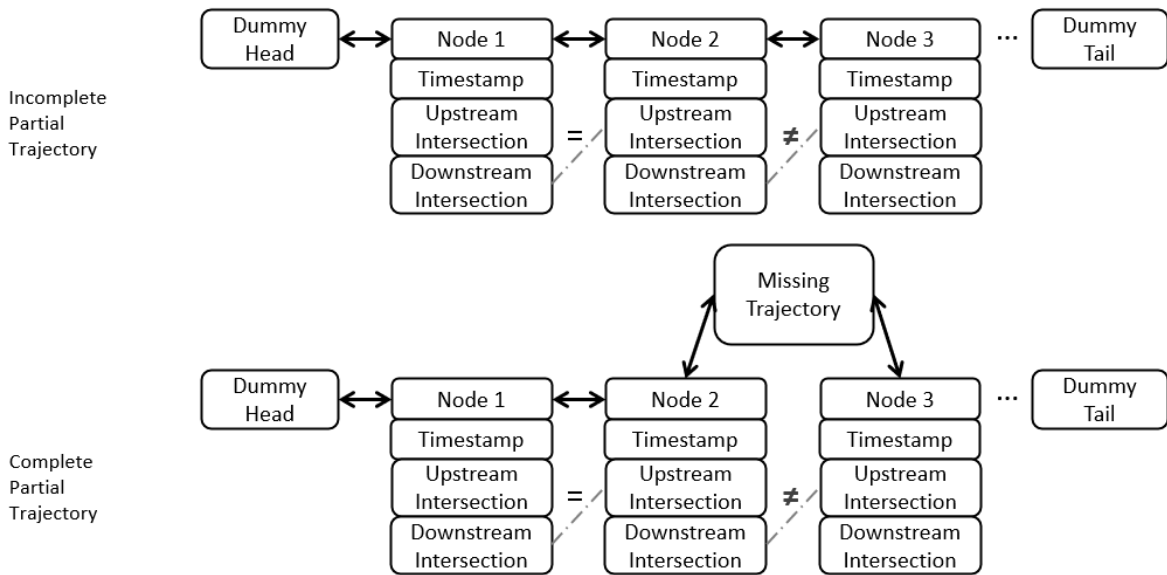 Incomplete
Partial
Trajectory
Dummy
Head
Node 1
Timestamp
Upstream
Intersection
Downstream
Intersection
=
Node 2
Timestamp
Upstream
Intersection
Downstream
Intersection
≠
Node 3
Timestamp
Upstream
Intersection
Downstream
Intersection
...
Dummy
Tail
Missing
Trajectory
Complete
Partial
Trajectory
Dummy
Head
Node 1
Timestamp
Upstream
Intersection
Downstream
Intersection
=
Node 2
Timestamp
Upstream
Intersection
Downstream
Intersection
≠
Node 3
Timestamp
Upstream
Intersection
Downstream
Intersection
...
Dummy
Tail